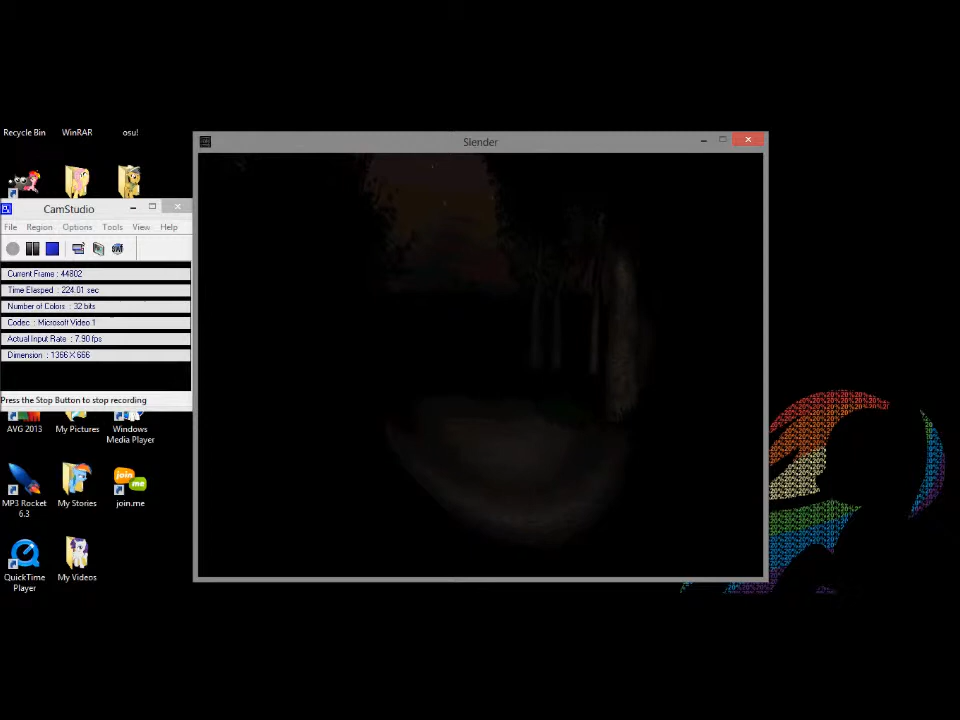 Recycle Bin
WinRAR
osu!
Slender
CamStudio
File Region Options Tools View Help
Current Frame : 44802
Time Elasped : 224.01 sec
Number of Colors : 32 bits
Codec : Microsoft Video 1
Actual Input Rate : 7.90 fps
Dimension : 1366 X 666
Press the Stop Button to stop recording
AVG 2013
My Pictures
Windows
Media Player
MP3 Rocket
6.3
My Stories
join.me
QuickTime
Player
My Videos